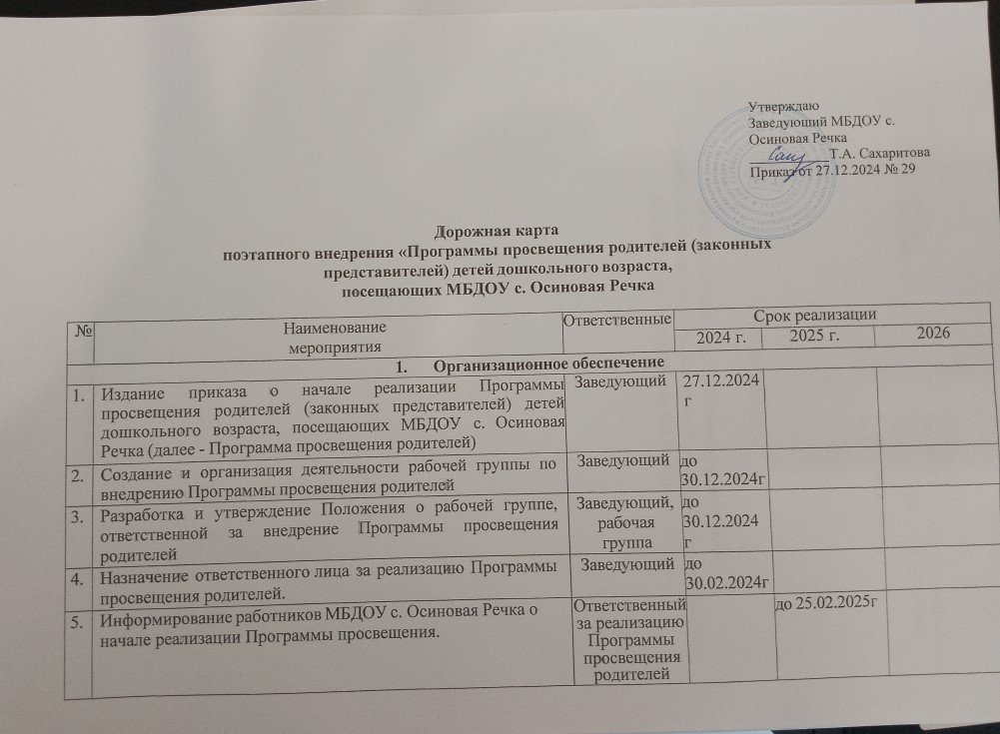 Утверждаю
Заведующий МБДОУ с.
Осиновая Речка
Т.А. Сахаритова
Приказ от 27.12.2024 № 29
Дорожная карта
поэтапного внедрения «Программы просвещения родителей (законных
представителей) детей дошкольного возраста,
посещающих МБДОУ с. Осиновая Речка
№
Наименование
мероприятия
Ответственные
Срок реализации
2024 г.
2025 г.
2026
1. Организационное обеспечение
1.
Издание приказа о начале реализации Программы
просвещения родителей (законных представителей) детей
дошкольного возраста, посещающих МБДОУ с. Осиновая
Речка (далее - Программа просвещения родителей)
Заведующий
27.12.2024
г
2.
Создание и организация деятельности рабочей группы по
внедрению Программы просвещения родителей
Заведующий
до
30.12.2024г
3.
Разработка и утверждение Положения о рабочей группе,
ответственной за внедрение Программы просвещения
родителей
Заведующий,
рабочая
группа
до
30.12.2024
г
4.
Назначение ответственного лица за реализацию Программы
просвещения родителей.
Заведующий
до
30.02.2024г
5.
Информирование работников МБДОУ с. Осиновая Речка о
начале реализации Программы просвещения.
Ответственный
за реализацию
Программы
просвещения
родителей
до 25.02.2025г